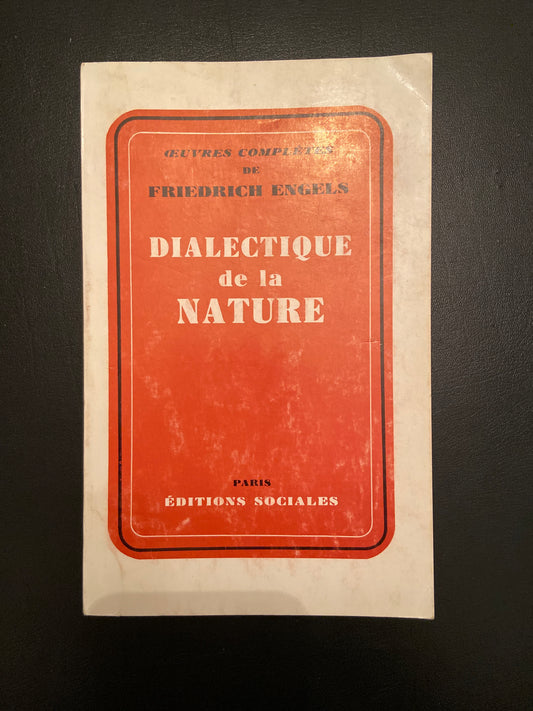 ŒUVRES COMPLÈTES
DE
FRIEDRICH ENGELS
DIALECTIQUE
de la
NATURE
PARIS
ÉDITIONS SOCIALES